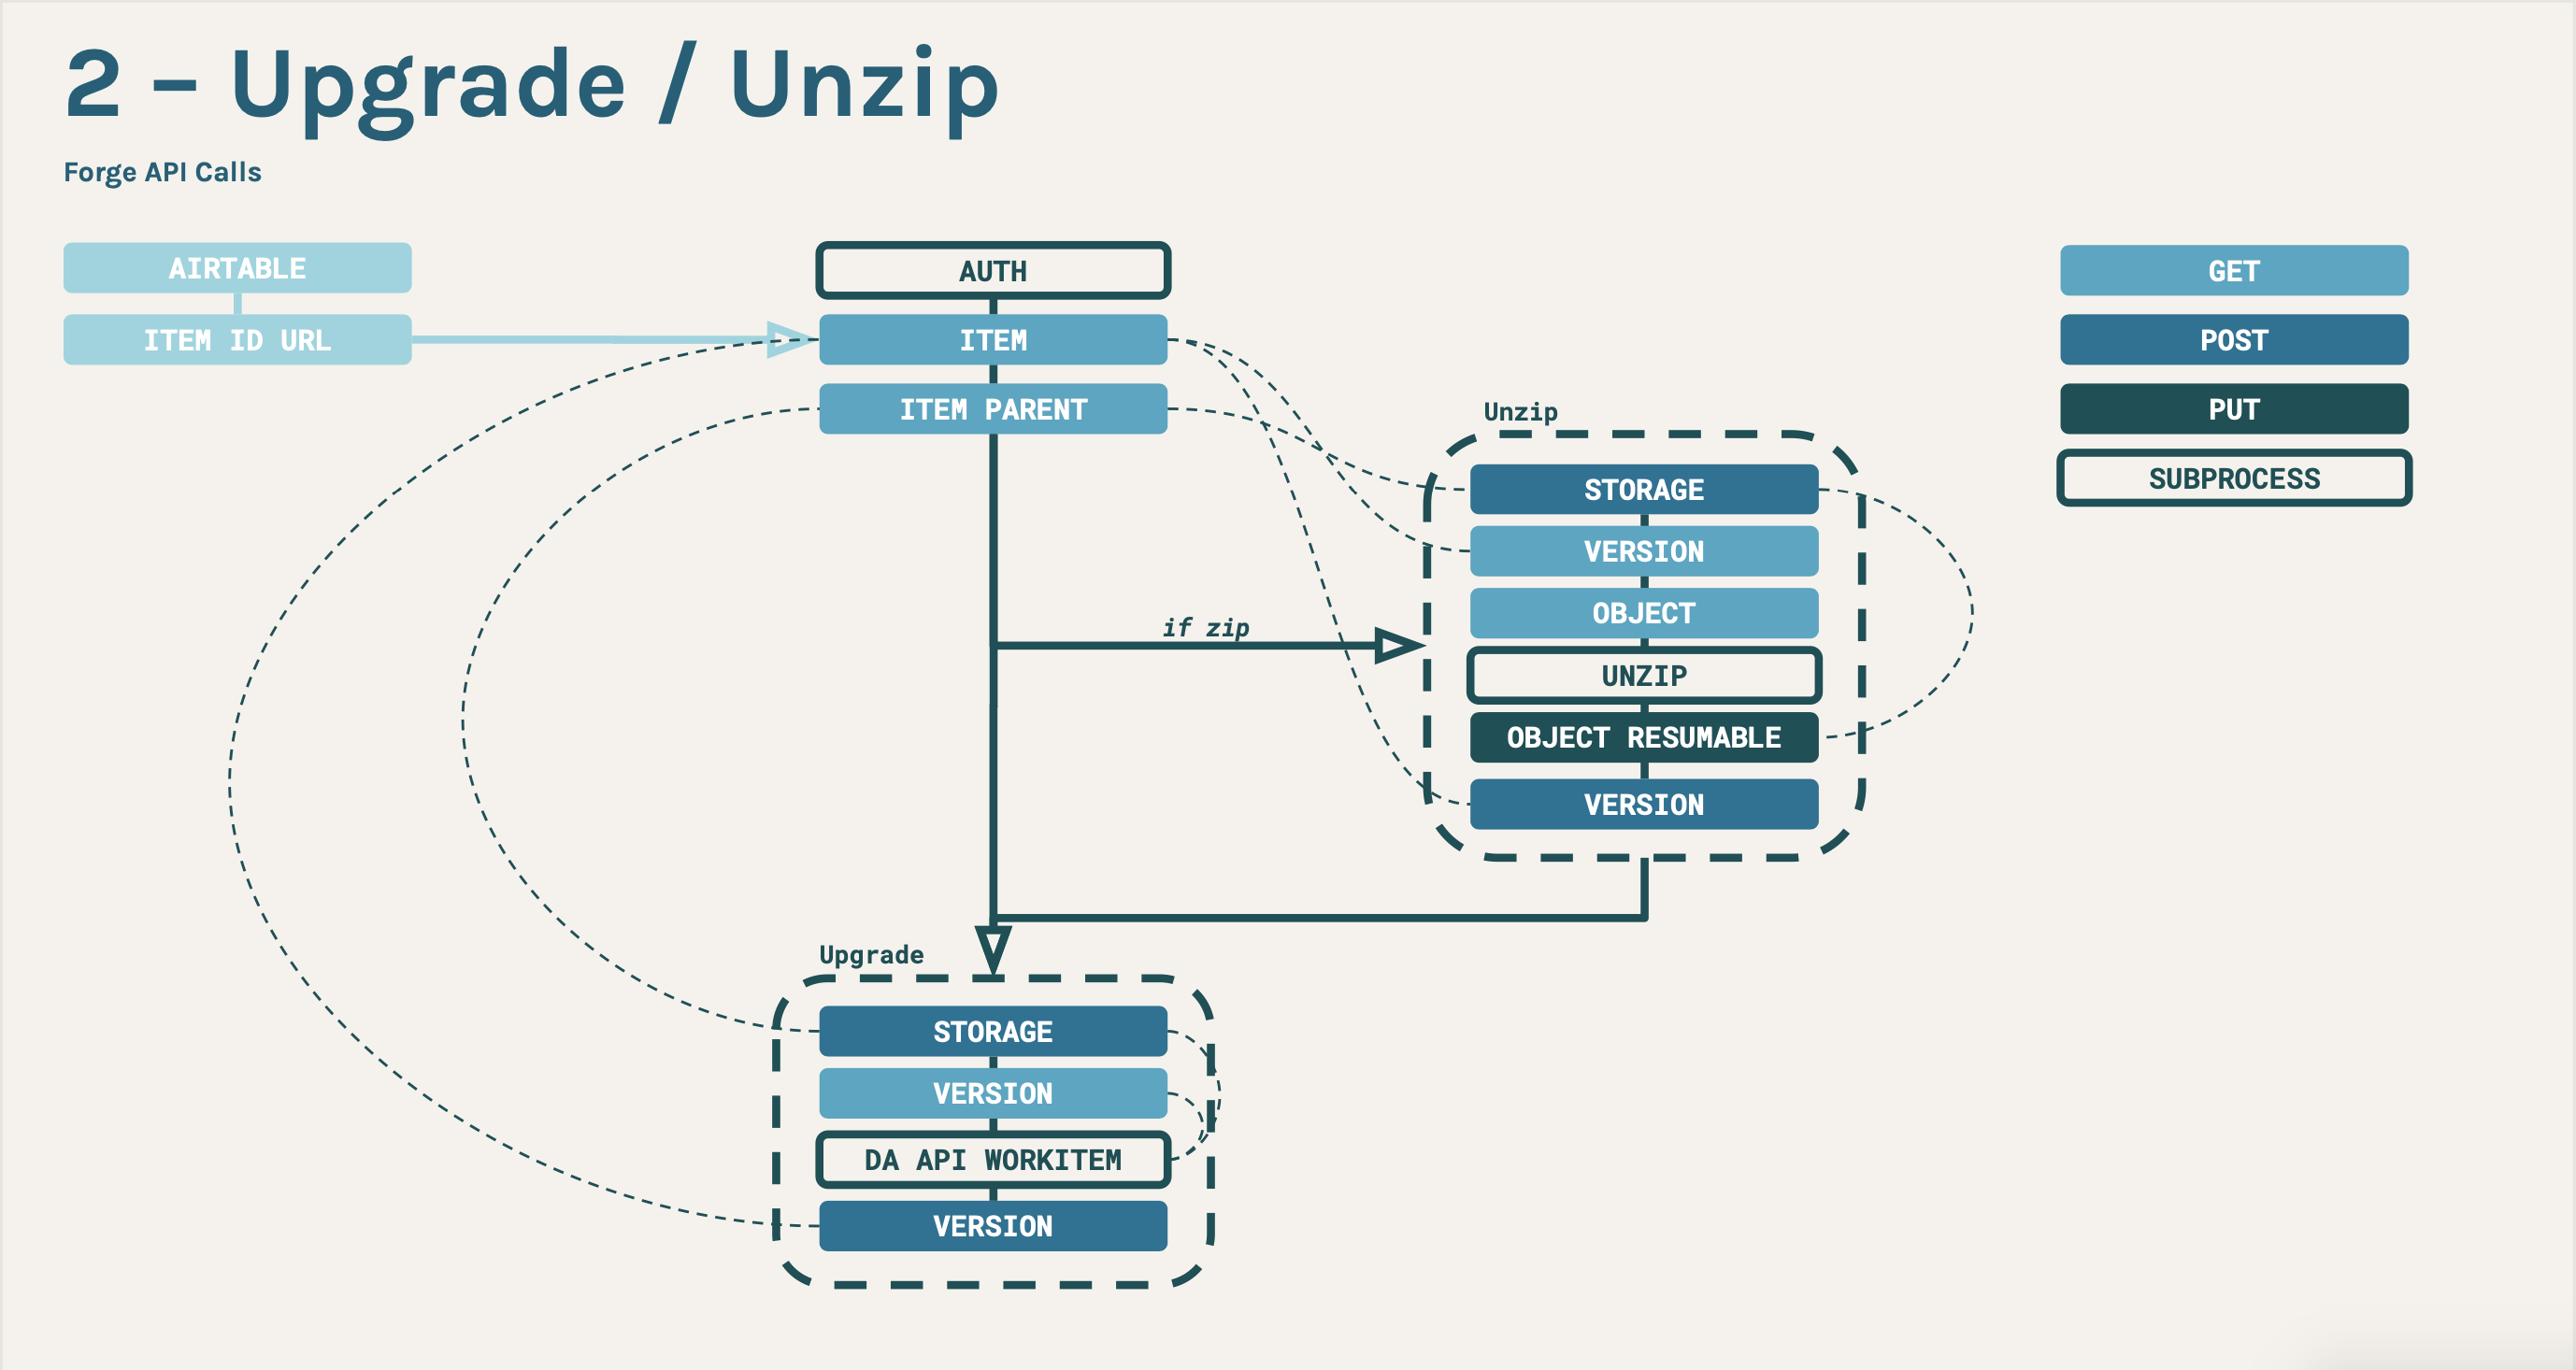 2 – Upgrade / Unzip
Forge API Calls
AIRTABLE
ITEM ID URL
AUTH
ITEM
ITEM PARENT
if zip
Unzip
STORAGE
VERSION
OBJECT
UNZIP
OBJECT RESUMABLE
VERSION
Upgrade
STORAGE
VERSION
DA API WORKITEM
VERSION
GET
POST
PUT
SUBPROCESS